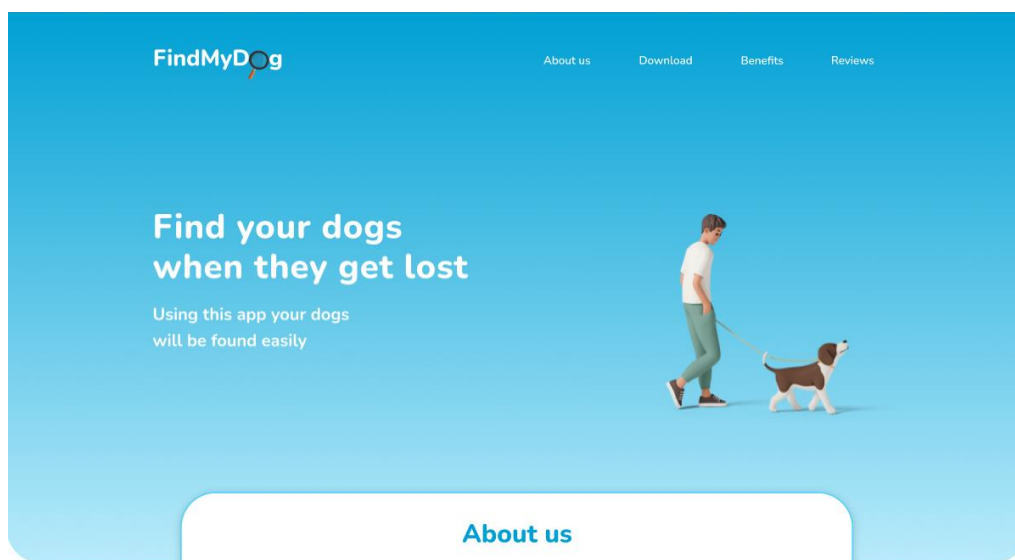 FindMyDog
About us
Download
Benefits
Reviews
Find your dogs
when they get lost
Using this app your dogs
will be found easily
About us